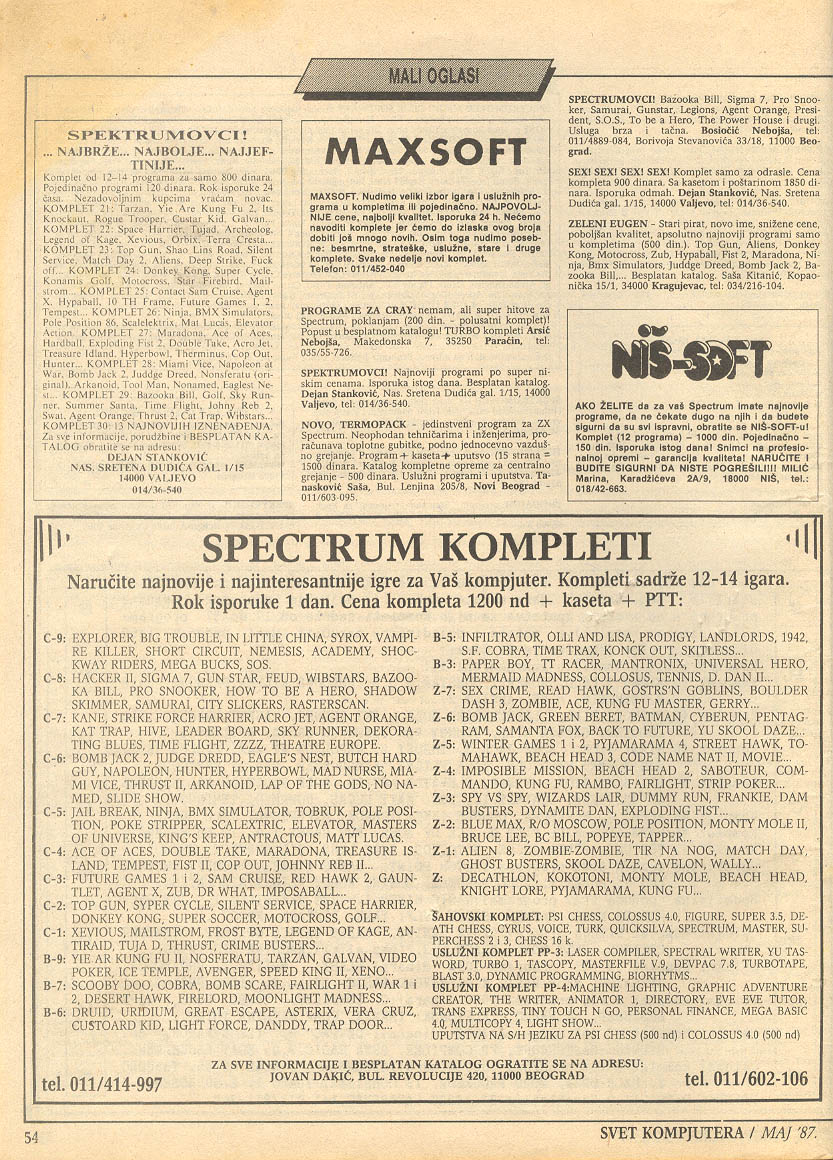 MALI OGLASI
SPEKTRUMOVCI!
... NAJBRŽE... NAJBOLJE... NAJJEF-
TINIJE...
Komplet od 12–14 programa za samo 800 dinara.
Pojedinačno programi 120 dinara. Rok isporuke 24
časa. Nezadovoljnim kupcima vraćam novac.
KOMPLET 21: Tarzan, Yie Are Kung Fu 2, Its
Knockaut, Rogue Trooper, Custar Kid, Galvan...
KOMPLET 22: Space Harrier, Tujad, Archeolog,
Legend of Kage, Xevious, Orbix, Terra Cresta...
KOMPLET 23: Top Gun, Shao Lins Road, Silent
Service, Match Day 2, Aliens, Deep Strike, Fuck
off... KOMPLET 24: Donkey Kong, Super Cycle,
Konamis Golf, Motocross, Star Firebird, Mail-
strom... KOMPLET 25: Contact Sam Cruise, Agent
X, Hypaball, 10 TH Frame, Future Games 1, 2,
Tempest... KOMPLET 26: Ninja, BMX Simulators,
Pole Position 86, Scalelektrix, Mat Lucas, Elevator
Action. KOMPLET 27: Maradona, Ace of Aces,
Hardball, Exploding Fist 2, Double Take, Acro Jet,
Treasure Idland, Hyperbowl, Therminus, Cop Out,
Hunter... KOMPLET 28: Miami Vice, Napoleon at
War, Bomb Jack 2, Juddge Dreed, Nonsferatu (ori-
ginal), Arkanoid, Tool Man, Nonamed, Eaglest Ne-
st... KOMPLET 29: Bazooka Bill, Golf, Sky Run-
ner, Summer Santa, Time Flight, Johny Reb 2,
Swat, Agent Orange, Thrust 2, Cat Trap, Wibstars...
KOMPLET 30: 13 NAJNOVIJIH IZNENAĐENJA.
Za sve informacije, porudžbine i BESPLATAN KA-
TALOG obratite se na adresu:
DEJAN STANKOVIĆ
NAS. SRETENA DUDIĆA GAL. 1/15
14000 VALJEVO
014/36-540
MAXSOFT
MAXSOFT. Nudimo veliki izbor igara i uslužnih pro-
grama u kompletima ili pojedinačno. NAJPOVOLJ-
NIJE cene, najbolji kvalitet. Isporuka 24 h. Nećemo
navoditi komplete jer ćemo do izlaska ovog broja
dobiti još mnogo novih. Osim toga nudimo poseb-
ne: besmrtne, strateške, uslužne, stare i druge
komplete. Svake nedelje novi komplet.
Telefon: 011/452-040
PROGRAME ZA CRAY nemam, ali super hitove za
Spectrum, poklanjam (200 din. - polusatni komplet)!
Popust u besplatnom katalogu! TURBO kompleti Arsić
Nebojša, Makedonska 7, 35250 Paraćin, tel:
035/55-726.
SPECTRUMOVCI! Najnoviji programi po super ni-
skim cenama. Isporuka istog dana. Besplatan katalog.
Dejan Stanković, Nas. Sretena Dudića gal. 1/15, 14000
Valjevo, tel: 014/36-540.
NOVO, TERMOPACK - jedinstveni program za ZX
Spectrum. Neophodan tehničarima i inženjerima, pro-
računava toplotne gubitke, podno jednocevno vazduš-
no grejanje. Program + kaseta + uputsvo (15 strana =
1500 dinara. Katalog kompletne opreme za centralno
grejanje - 500 dinara. Uslužni programi i uputstva. Ta-
nasković Saša, Bul. Lenjina 205/8, Novi Beograd -
011/603-095.
SPECTRUMOVCI! Bazooka Bill, Sigma 7, Pro Snoo-
ker, Samurai, Gunstar, Legions, Agent Orange, Presi-
dent, S.O.S., To be a Hero, The Power House i drugi.
Usluga brza i tačna. Bosiočić Nebojša, tel:
011/4889-084, Borivoja Stevanovića 33/18, 11000 Beo-
grad.
SEX! SEX! SEX! SEX! Komplet samo za odrasle. Cena
kompleta 900 dinara. Sa kasetom i poštarinom 1850 di-
nara. Isporuka odmah. Dejan Stanković, Nas. Sretena
Dudića gal. 1/15, 14000 Valjevo, tel: 014/36-540.
ZELENI EUGEN - Stari pirat, novo ime, snižene cene,
poboljšan kvalitet, apsolutno najnoviji programi samo
u kompletima (500 din.). Top Gun, Aliens, Donkey
Kong, Motocross, Zub, Hypaball, Fist 2, Maradona, Ni-
nja, Bmx Simulators, Juddge Dreed, Bomb Jack 2, Ba-
zooka Bill,... Besplatan katalog. Saša Kitanić, Kopao-
nička 15/1, 34000 Kragujevac, tel: 034/216-104.
NIŠ-SOFT
AKO ŽELITE da za vaš Spectrum imate najnovije
programe, da ne čekate dugo na njih i da budete
sigurni da su svi ispravni, obratite se NIŠ-SOFT-u!
Komplet (12 programa) – 1000 din. Pojedinačno –
150 din. Isporuka istog dana! Snimci na profesio-
nalnoj opremi – garancija kvaliteta! NARUČITE I
BUDITE SIGURNI DA NISTE POGREŠILI!!! MILIĆ
Marina, Karadžićeva 2A/9, 18000 NIŠ, tel.:
018/42-663.
SPECTRUM KOMPLETI
Naručite najnovije i najinteresantnije igre za Vaš kompjuter. Kompleti sadrže 12-14 igara.
Rok isporuke 1 dan. Cena kompleta 1200 nd + kaseta + PTT:
C-9: EXPLORER, BIG TROUBLE, IN LITTLE CHINA, SYROX, VAMPI-
RE KILLER, SHORT CIRCUIT, NEMESIS, ACADEMY, SHOC-
KWAY RIDERS, MEGA BUCKS, SOS.
C-8: HACKER II, SIGMA 7, GUN STAR, FEUD, WIBSTARS, BAZOO-
KA BILL, PRO SNOOKER, HOW TO BE A HERO, SHADOW
SKIMMER, SAMURAI, CITY SLICKERS, RASTERSCAN.
C-7: KANE, STRIKE FORCE HARRIER, ACRO JET, AGENT ORANGE,
KAT TRAP, HIVE, LEADER BOARD, SKY RUNNER, DEKORA-
TING BLUES, TIME FLIGHT, ZZZZ, THEATRE EUROPE.
C-6: BOMB JACK 2, JUDGE DREDD, EAGLE'S NEST, BUTCH HARD
GUY, NAPOLEON, HUNTER, HYPERBOWL, MAD NURSE, MIA-
MI VICE, THRUST II, ARKANOID, LAP OF THE GODS, NO NA-
MED, SLIDE SHOW.
C-5: JAIL BREAK, NINJA, BMX SIMULATOR, TOBRUK, POLE POSI-
TION, POKE STRIPPER, SCALEXTRIC, ELEVATOR, MASTERS
OF UNIVERSE, KING'S KEEP, ANTRACTOUS, MATT LUCAS.
C-4: ACE OF ACES, DOUBLE TAKE, MARADONA, TREASURE IS-
LAND, TEMPEST, FIST II, COP OUT, JOHNNY REB II...
C-3: FUTURE GAMES 1 i 2, SAM CRUISE, RED HAWK 2, GAUN-
TLET, AGENT X, ZUB, DR WHAT, IMPOSABALL...
C-2: TOP GUN, SYPER CYCLE, SILENT SERVICE, SPACE HARRIER,
DONKEY KONG, SUPER SOCCER, MOTOCROSS, GOLF...
C-1: XEVIOUS, MAILSTROM, FROST BYTE, LEGEND OF KAGE, AN-
TIRAID, TUJA D, THRUST, CRIME BUSTERS...
B-9: YIE AR KUNG FU II, NOSFERATU, TARZAN, GALVAN, VIDEO
POKER, ICE TEMPLE, AVENGER, SPEED KING II, XENO...
B-7: SCOOBY DOO, COBRA, BOMB SCARE, FAIRLIGHT II, WAR 1 i
2, DESERT HAWK, FIRELORD, MOONLIGHT MADNESS...
B-6: DRUID, URIDIUM, GREAT ESCAPE, ASTERIX, VERA CRUZ,
CUSTOARD KID, LIGHT FORCE, DANDDY, TRAP DOOR...
B-5: INFILTRATOR, OLLI AND LISA, PRODIGY, LANDLORDS, 1942,
S.F. COBRA, TIME TRAX, KONCK OUT, SKITLESS...
B-3: PAPER BOY, TT RACER, MANTRONIX, UNIVERSAL HERO,
MERMAID MADNESS, COLLOSUS, TENNIS, D. DAN II...
Z-7: SEX CRIME, READ HAWK, GOSTRS'N GOBLINS, BOULDER
DASH 3, ZOMBIE, ACE, KUNG FU MASTER, GERRY...
Z-6: BOMB JACK, GREEN BERET, BATMAN, CYBERUN, PENTAG-
RAM, SAMANTA FOX, BACK TO FUTURE, YU SKOOL DAZE...
Z-5: WINTER GAMES 1 i 2, PYJAMARAMA 4, STREET HAWK, TO-
MAHAWK, BEACH HEAD 3, CODE NAME NAT II, MOVIE...
Z-4: IMPOSIBLE MISSION, BEACH HEAD 2, SABOTEUR, COM-
MANDO, KUNG FU, RAMBO, FAIRLIGHT, STRIP POKER...
Z-3: SPY VS SPY, WIZARDS LAIR, DUMMY RUN, FRANKIE, DAM
BUSTERS, DYNAMITE DAN, EXPLODING FIST...
Z-2: BLUE MAX, R/O MOSCOW, POLE POSITION, MONTY MOLE II,
BRUCE LEE, BC BILL, POPEYE, TAPPER...
Z-1: ALIEN 8, ZOMBIE-ZOMBIE, TIR NA NOG, MATCH DAY,
GHOST BUSTERS, SKOOL DAZE, CAVELON, WALLY...
Z: DECATHLON, KOKOTONI, MONTY MOLE, BEACH HEAD,
KNIGHT LORE, PYJAMARAMA, KUNG FU...
ŠAHOVSKI KOMPLET: PSI CHESS, COLOSSUS 4.0, FIGURE, SUPER 3.5, DE-
ATH CHESS, CYRUS, VOICE, TURK, QUICKSILVA, SPECTRUM, MASTER, SU-
PERCHESS 2 i 3, CHESS 16 k.
USLUŽNI KOMPLET PP-3: LASER COMPILER, SPECTRAL WRITER, YU TAS-
WORD, TURBO 1, TASCOPY, MASTERFILE V.9, DEVPAC 7.8, TURBOTAPE,
BLAST 3.0, DYNAMIC PROGRAMMING, BIORHYTMS...
USLUŽNI KOMPLET PP-4:MACHINE LIGHTING, GRAPHIC ADVENTURE
CREATOR, THE WRITER, ANIMATOR 1, DIRECTORY, EVE EVE TUTOR,
TRANS EXPRESS, TINY TOUCH N GO, PERSONAL FINANCE, MEGA BASIC
4.0, MULTICOPY 4, LIGHT SHOW...
UPUTSTVA NA S/H JEZIKU ZA PSI CHESS (500 nd) i COLOSSUS 4.0 (500 nd)
ZA SVE INFORMACIJE I BESPLATAN KATALOG OGRATITE SE NA ADRESU:
JOVAN DAKIĆ, BUL. REVOLUCIJE 420, 11000 BEOGRAD
tel. 011/414-997
tel. 011/602-106
54
SVET KOMPJUTERA / MAJ '87.